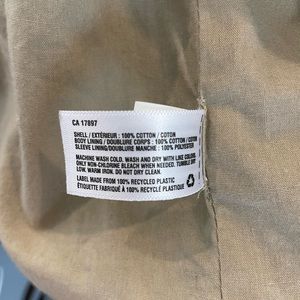 CA 17897
SHELL / EXTÉRIEUR : 100% COTTON / COTON
BODY LINING / DOUBLURE CORPS : 100% COTTON / COTON
SLEEVE LINING/DOUBLURE MANCHE : 100% POLYESTER
MACHINE WASH COLD. WASH AND DRY WITH LIKE COLORS.
ONLY NON-CHLORINE BLEACH WHEN NEEDED. TUMBLE DRY
LOW. WARM IRON. DO NOT DRY CLEAN.
LABEL MADE FROM 100% RECYCLED PLASTIC
ÉTIQUETTE FABRIQUÉE À PARTIR DE
100% RECYCLÉ PLASTIQUE